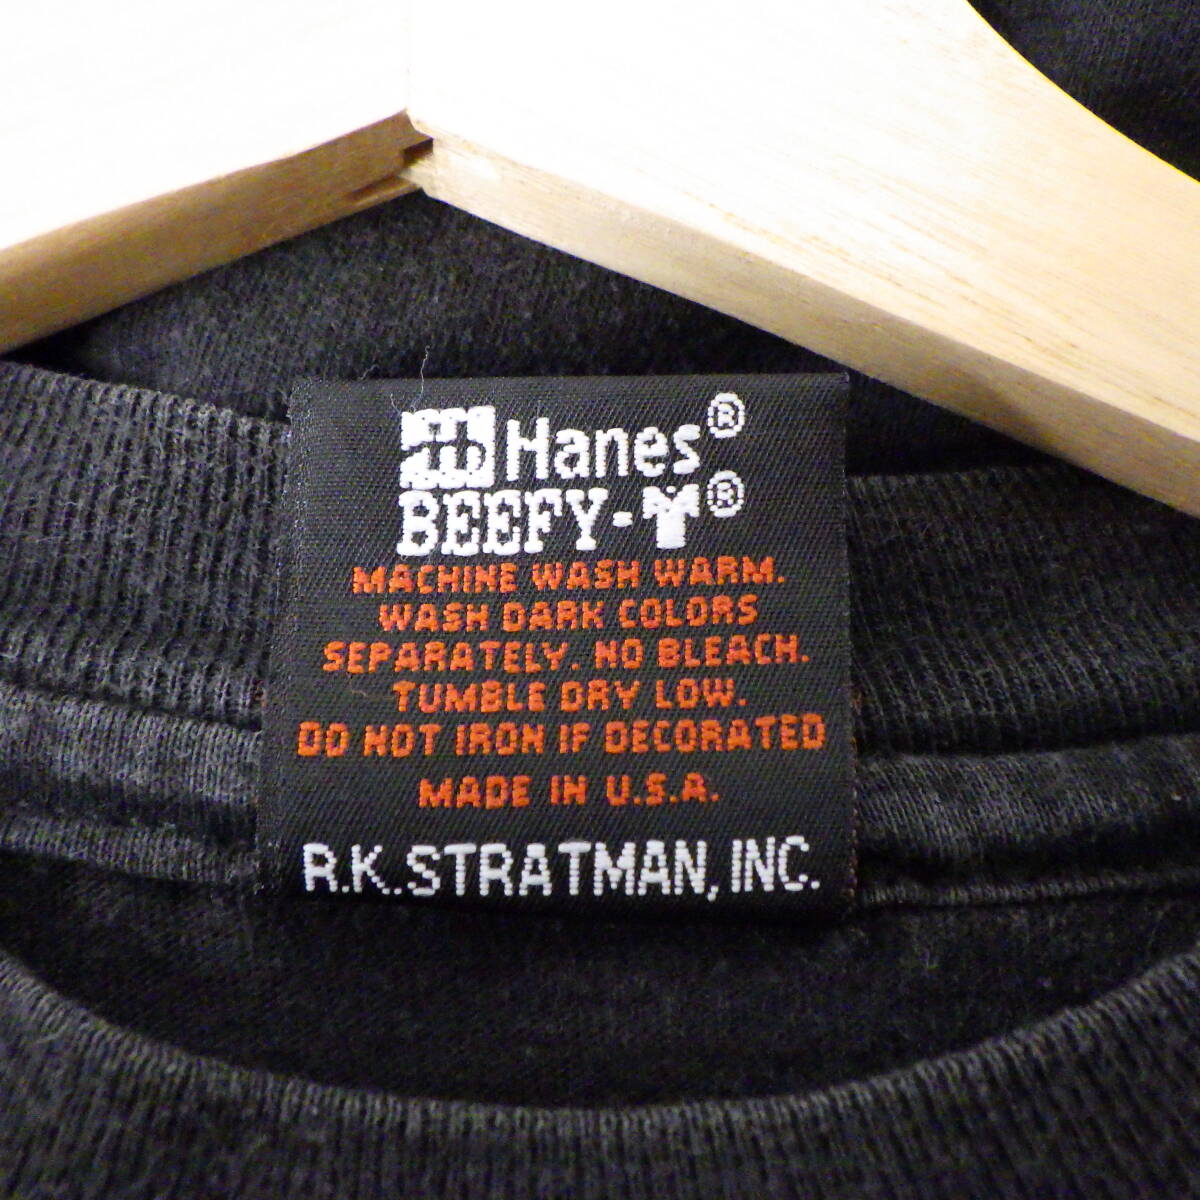 Hanes®
BEEFY-T®
MACHINE WASH WARM.
WASH DARK COLORS
SEPARATELY. NO BLEACH.
TUMBLE DRY LOW.
DO NOT IRON IF DECORATED
MADE IN U.S.A.
R.K. STRATMAN, INC.